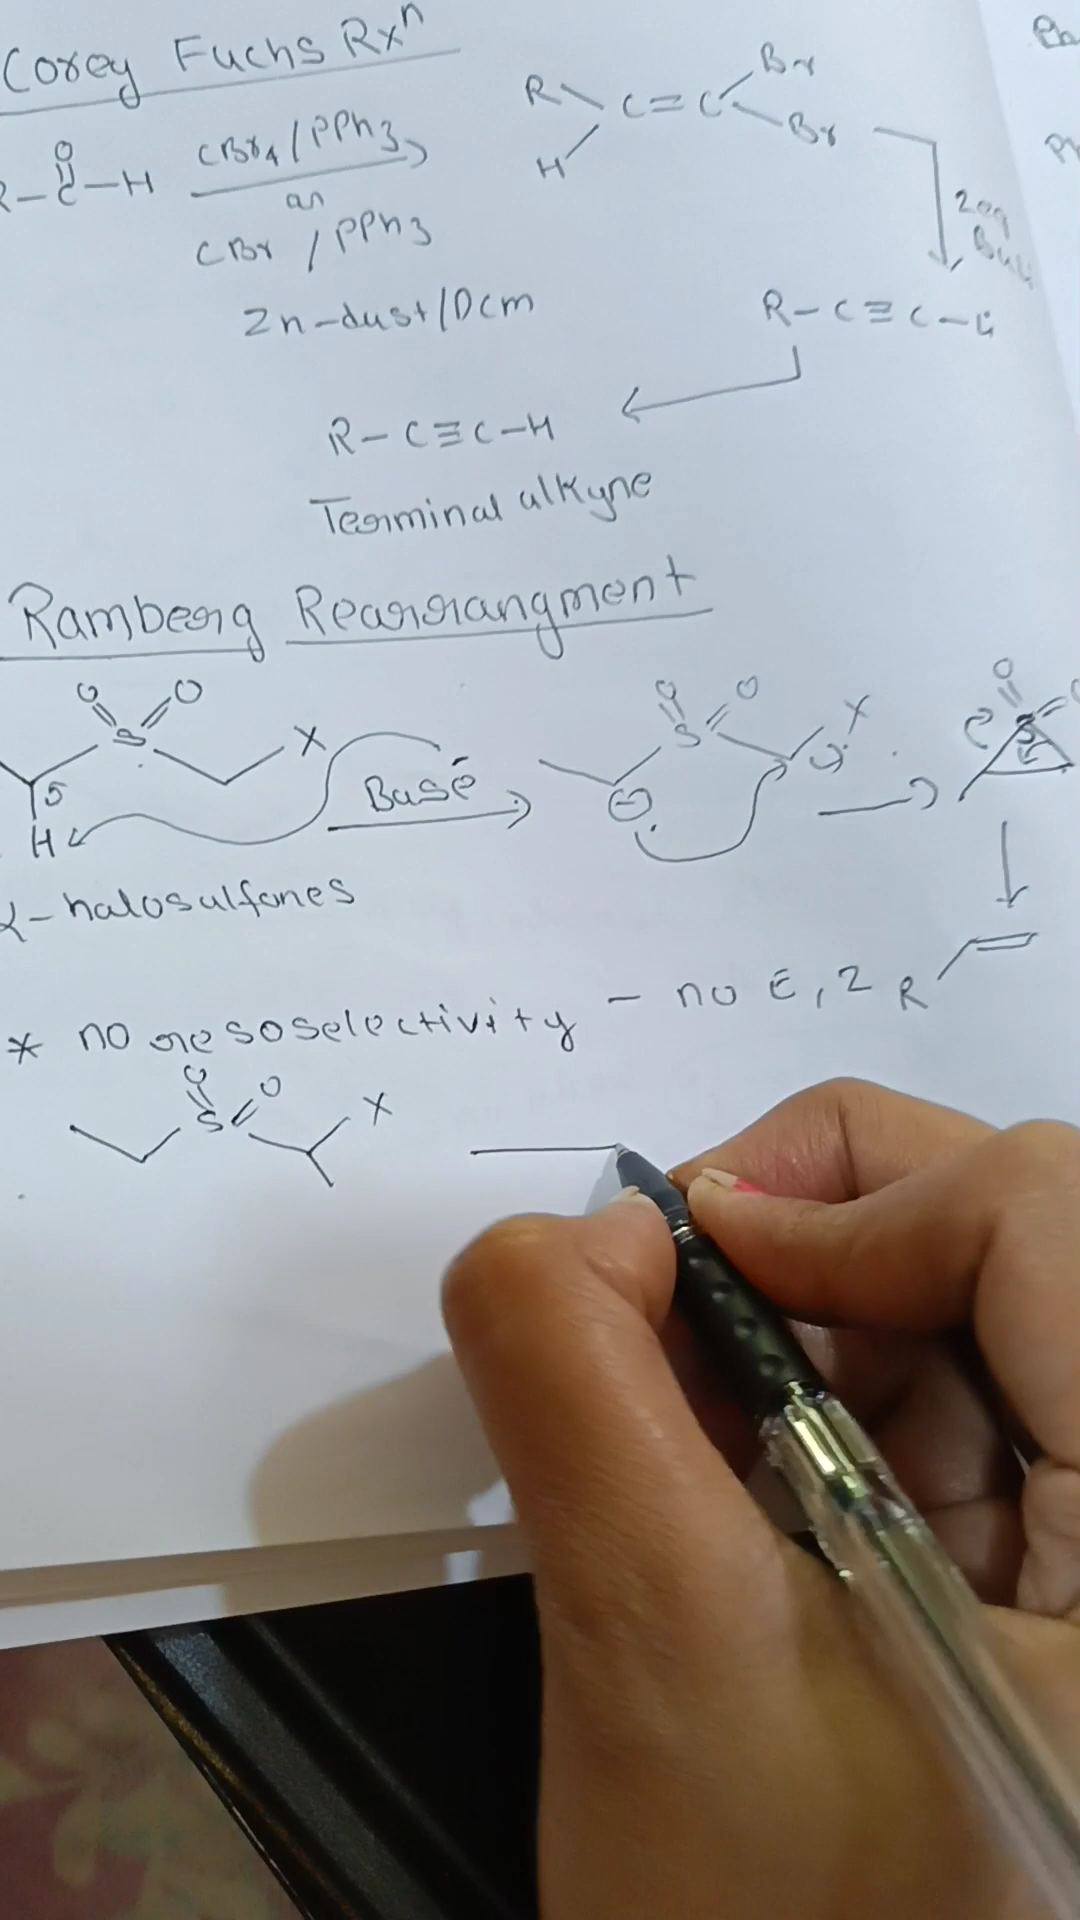 Corey Fuchs Rxn
R-C-H
O
CBr4 / PPh3
or
CBr / PPh3
Zn-dust/DCM
R
H
C=C
Br
Br
2eq
BuLi
R-C≡C-Li
R-C≡C-H
Terminal alkyne
Ramberg Rearrangment
O O
S
X
H
Base
O O
S
X
O
S
α-halosulfones
* no resoselectivity - no E, Z
R
O O
S
X